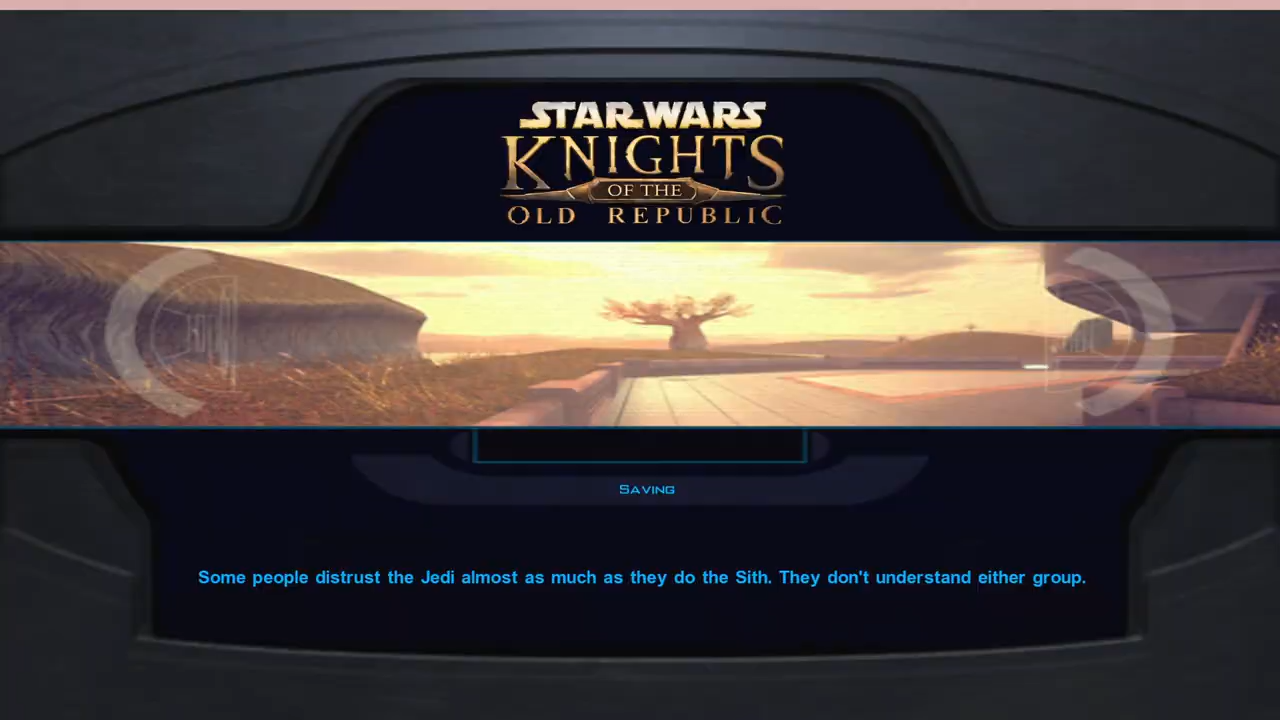 STAR WARS
KNIGHTS
OF THE
OLD REPUBLIC
SAVING
Some people distrust the Jedi almost as much as they do the Sith. They don't understand either group.